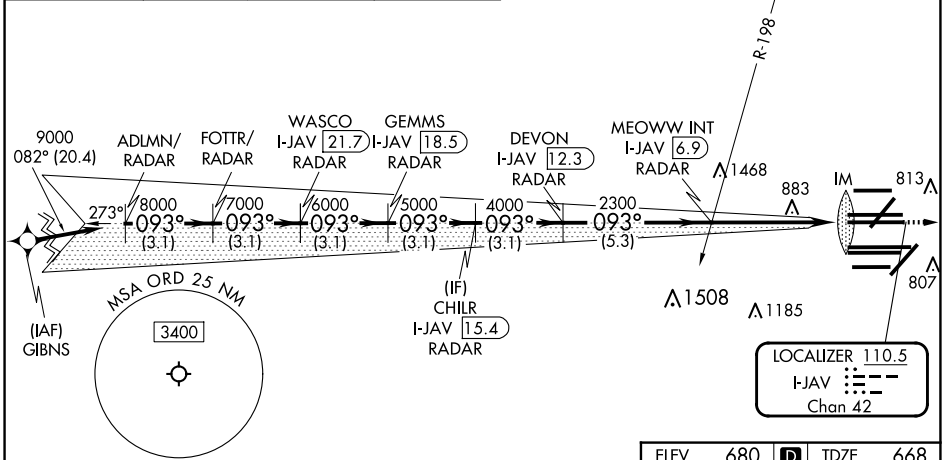 R-198
9000
082° (20.4)
ADLMN/
RADAR
FOTTR/
RADAR
WASCO
I-JAV 21.7
RADAR
GEMMS
I-JAV 18.5
RADAR
DEVON
I-JAV 12.3
RADAR
MEOWW INT
I-JAV 6.9
RADAR
1468
883
IM
813
273°
8000
093°
(3.1)
7000
093°
(3.1)
6000
093°
(3.1)
5000
093°
(3.1)
4000
093°
(3.1)
2300
093°
(5.3)
807
(IAF)
GIBNS
MSA ORD 25 NM
3400
(IF)
CHILR
I-JAV 15.4
RADAR
1508
1185
LOCALIZER 110.5
I-JAV
Chan 42
ELEV 680 D TDZE 668